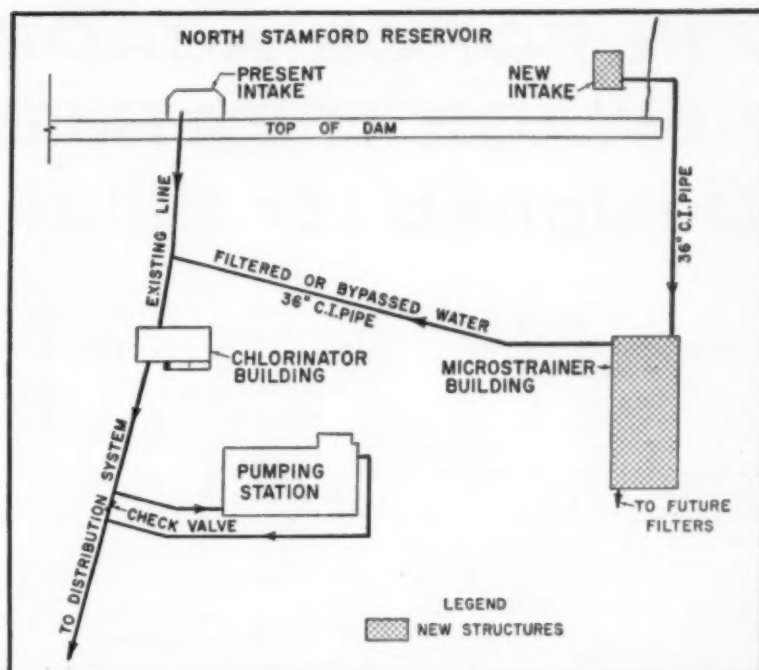 NORTH STAMFORD RESERVOIR
PRESENT
INTAKE
NEW
INTAKE
TOP OF DAM
EXISTING LINE
36" C.I. PIPE
FILTERED OR BYPASSED WATER
36" C.I. PIPE
CHLORINATOR
BUILDING
MICROSTRAINER
BUILDING
PUMPING
STATION
CHECK VALVE
TO DISTRIBUTION SYSTEM
TO FUTURE
FILTERS
LEGEND
NEW STRUCTURES